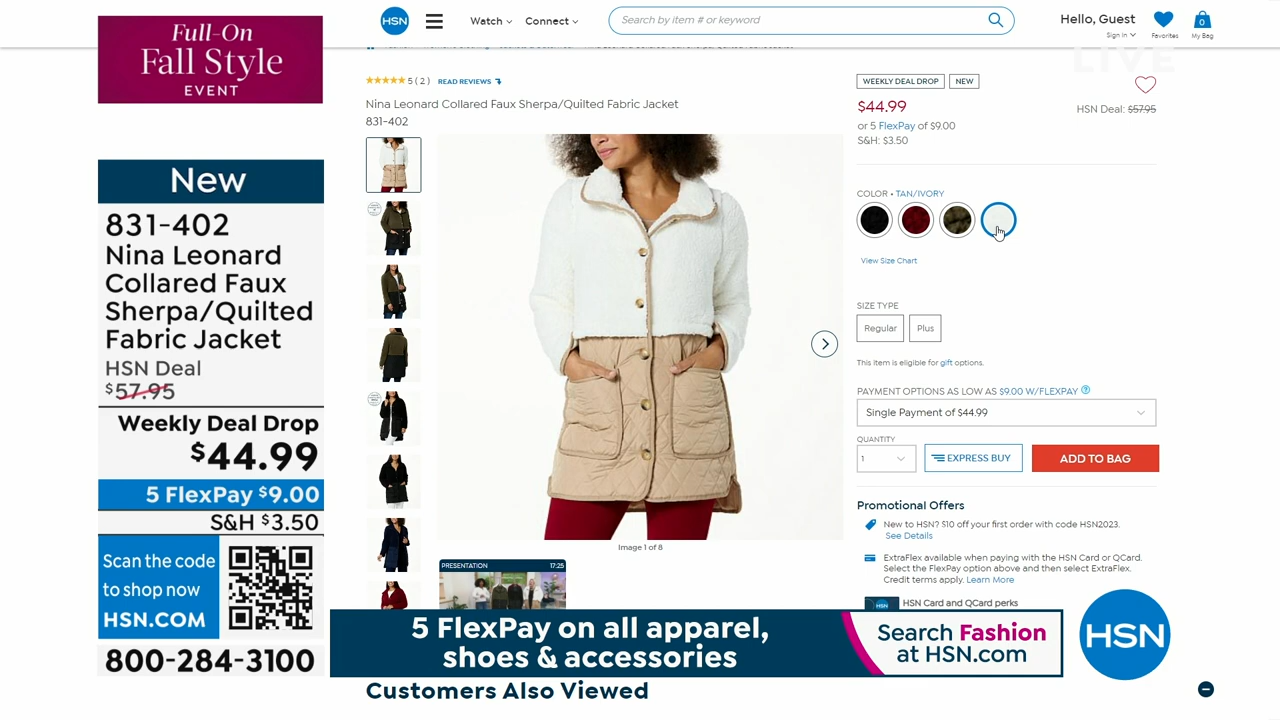 Full-On
Fall Style
EVENT
New
831-402
Nina Leonard
Collared Faux
Sherpa/Quilted
Fabric Jacket
HSN Deal
$57.95
Weekly Deal Drop
$44.99
5 FlexPay $9.00
S&H $3.50
Scan the code
to shop now
HSN.COM
800-284-3100
HSN
Watch
Connect
Search by item # or keyword
Hello, Guest
Sign In
Favorites
0
My Bag
LIVE
5 ( 2 )
READ REVIEWS
Nina Leonard Collared Faux Sherpa/Quilted Fabric Jacket
831-402
Image 1 of 8
PRESENTATION 17:25
WEEKLY DEAL DROP
NEW
$44.99
HSN Deal: $57.95
or 5 FlexPay of $9.00
S&H: $3.50
COLOR • TAN/IVORY
View Size Chart
SIZE TYPE
Regular
Plus
This item is eligible for gift options.
PAYMENT OPTIONS AS LOW AS $9.00 W/FLEXPAY ?
Single Payment of $44.99
QUANTITY
1
EXPRESS BUY
ADD TO BAG
Promotional Offers
New to HSN? $10 off your first order with code HSN2023.
See Details
ExtraFlex available when paying with the HSN Card or QCard.
Select the FlexPay option above and then select ExtraFlex.
Credit terms apply. Learn More
HSN
HSN Card and QCard perks
5 FlexPay on all apparel,
shoes & accessories
Search Fashion
at HSN.com
HSN
Customers Also Viewed